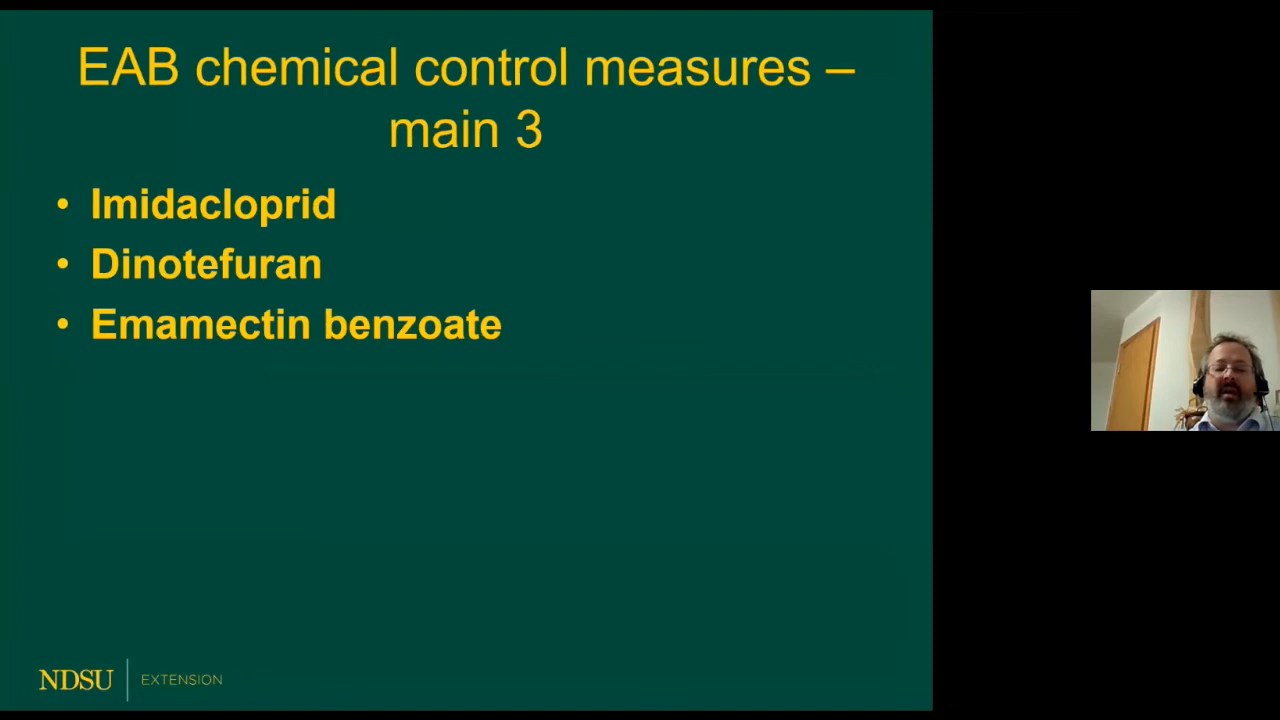 EAB chemical control measures –
main 3
• Imidacloprid
• Dinotefuran
• Emamectin benzoate
NDSU EXTENSION